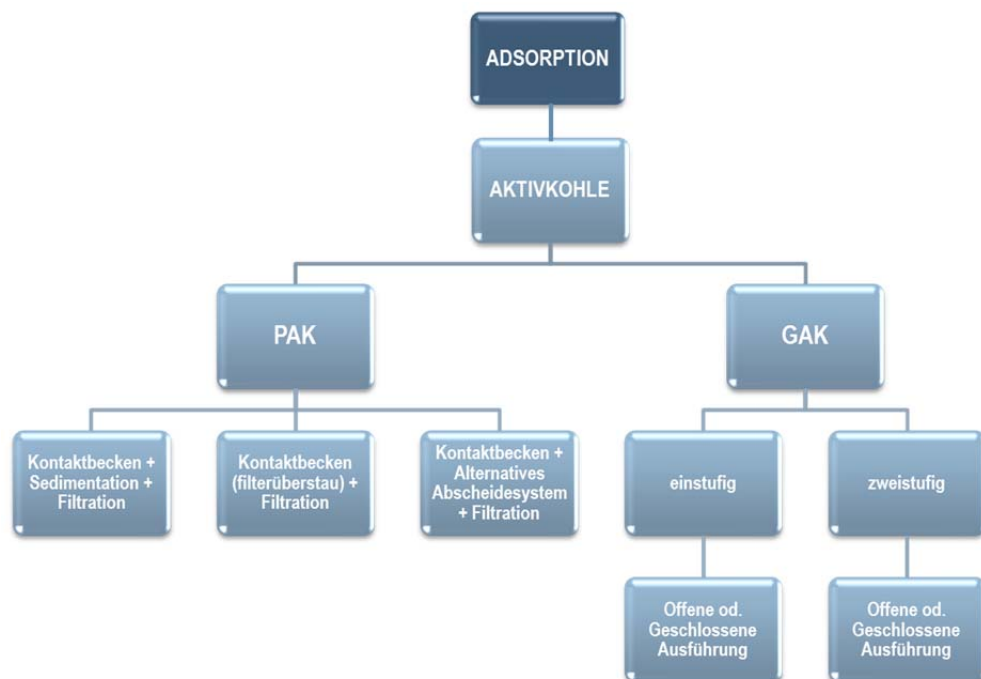 ADSORPTION
AKTIVKOHLE
PAK
GAK
Kontaktbecken +
Sedimentation +
Filtration
Kontaktbecken
(filterüberstau) +
Filtration
Kontaktbecken +
Alternatives
Abscheidesystem
+ Filtration
einstufig
zweistufig
Offene od.
Geschlossene
Ausführung
Offene od.
Geschlossene
Ausführung